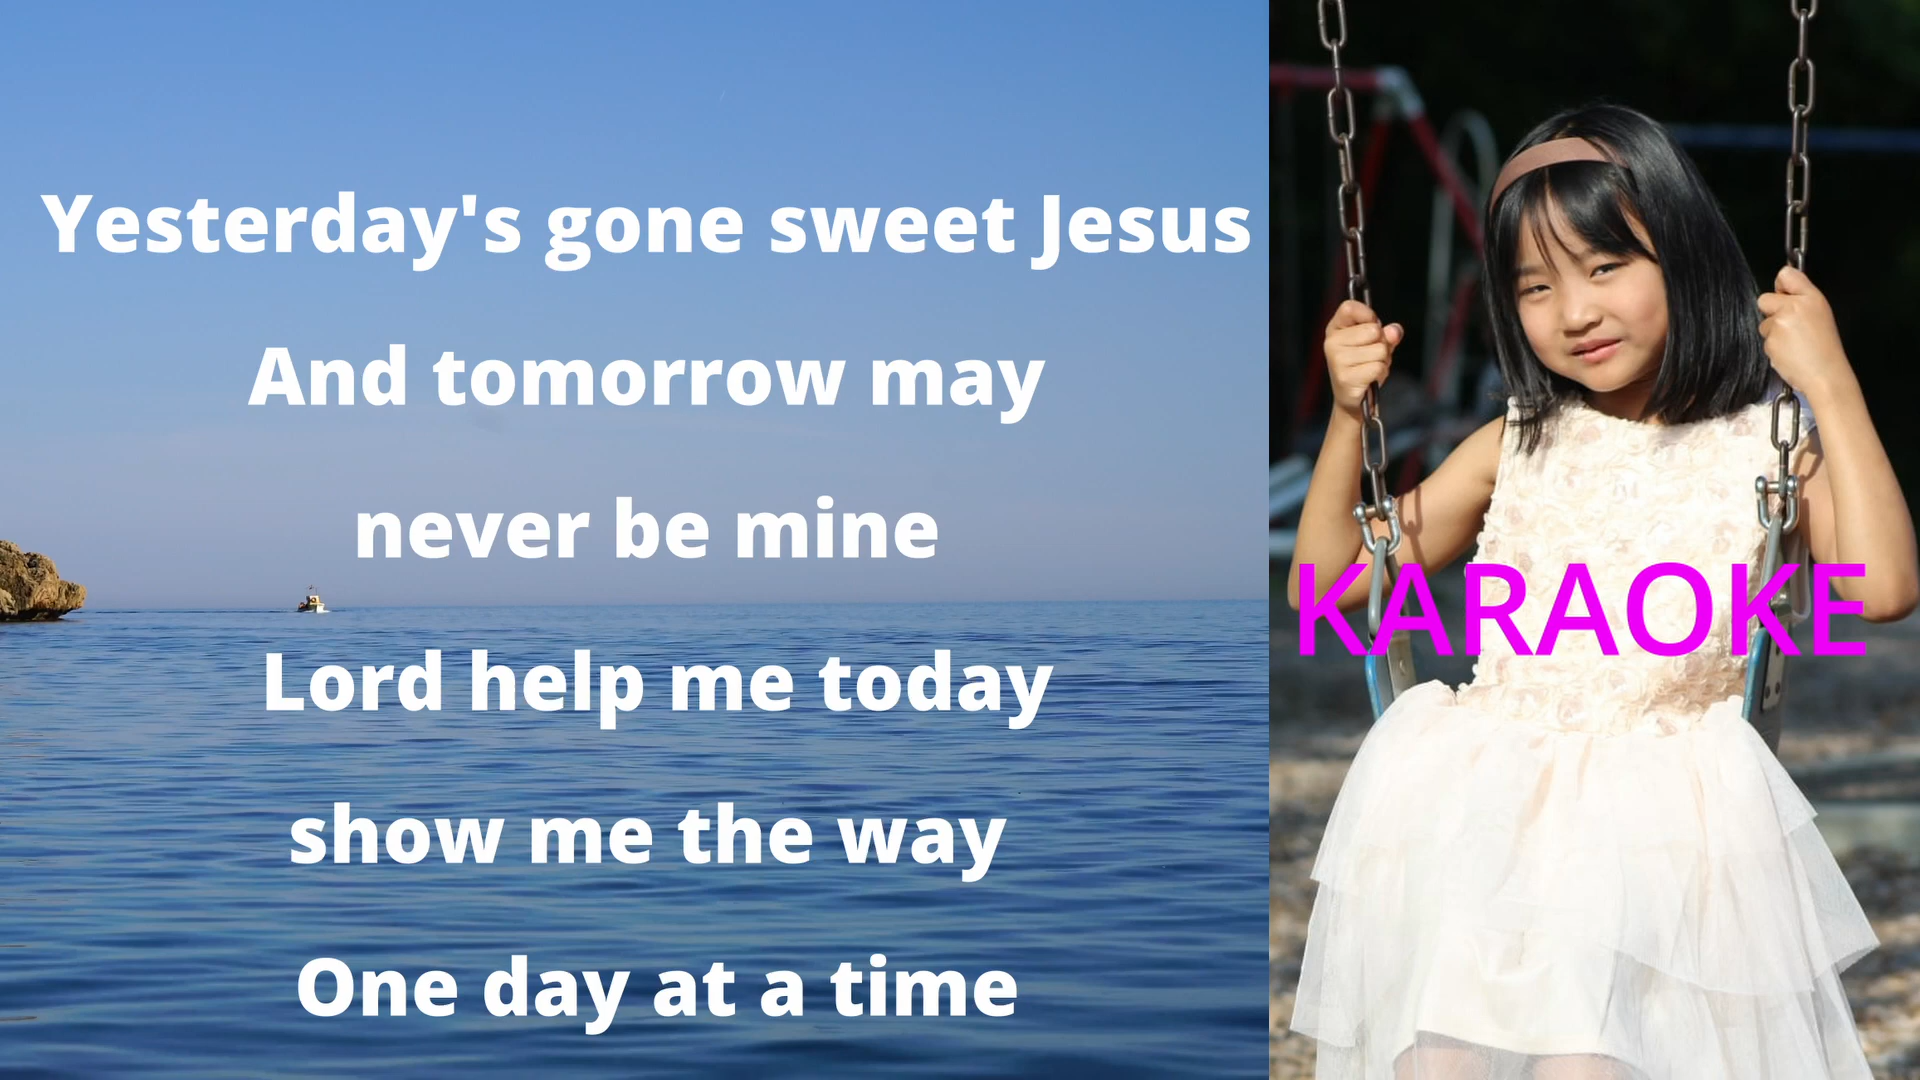 Yesterday's gone sweet Jesus
And tomorrow may
never be mine
Lord help me today
show me the way
One day at a time
KARAOKE